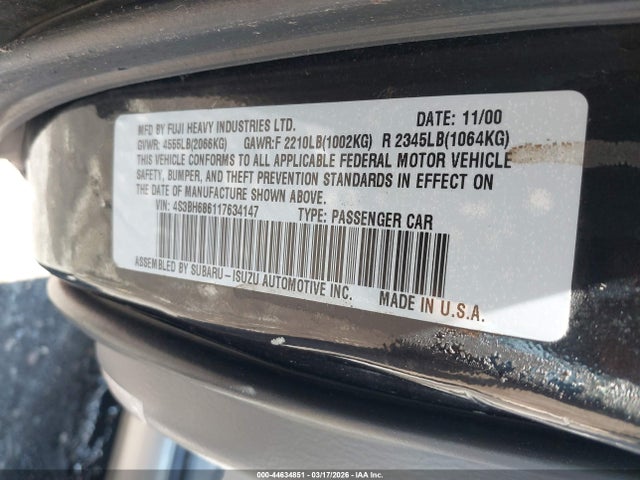 MFD BY FUJI HEAVY INDUSTRIES LTD. DATE: 11/00
GVWR: 4555LB(2066KG) GAWR:F 2210LB(1002KG) R 2345LB(1064KG)
THIS VEHICLE CONFORMS TO ALL APPLICABLE FEDERAL MOTOR VEHICLE
SAFETY, BUMPER, AND THEFT PREVENTION STANDARDS IN EFFECT ON
THE DATE OF MANUFACTURE SHOWN ABOVE.
VIN: 4S3BH686117634147 TYPE: PASSENGER CAR
ASSEMBLED BY SUBARU-ISUZU AUTOMOTIVE INC. MADE IN U.S.A.
000-44634851 | 03/17/2026 - IAA Inc.